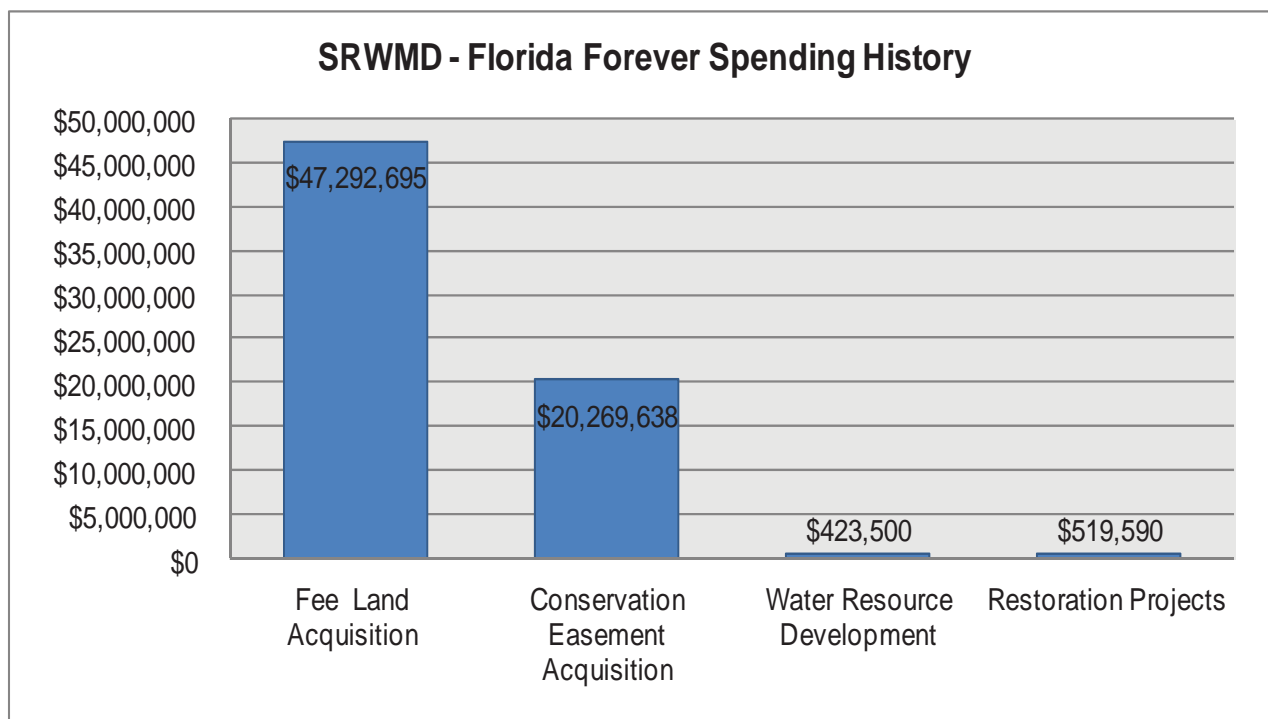 SRWMD - Florida Forever Spending History
$50,000,000
$45,000,000
$40,000,000
$35,000,000
$30,000,000
$25,000,000
$20,000,000
$15,000,000
$10,000,000
$5,000,000
$0
$47,292,695
$20,269,638
$423,500
$519,590
Fee Land
Acquisition
Conservation
Easement
Acquisition
Water Resource
Development
Restoration Projects